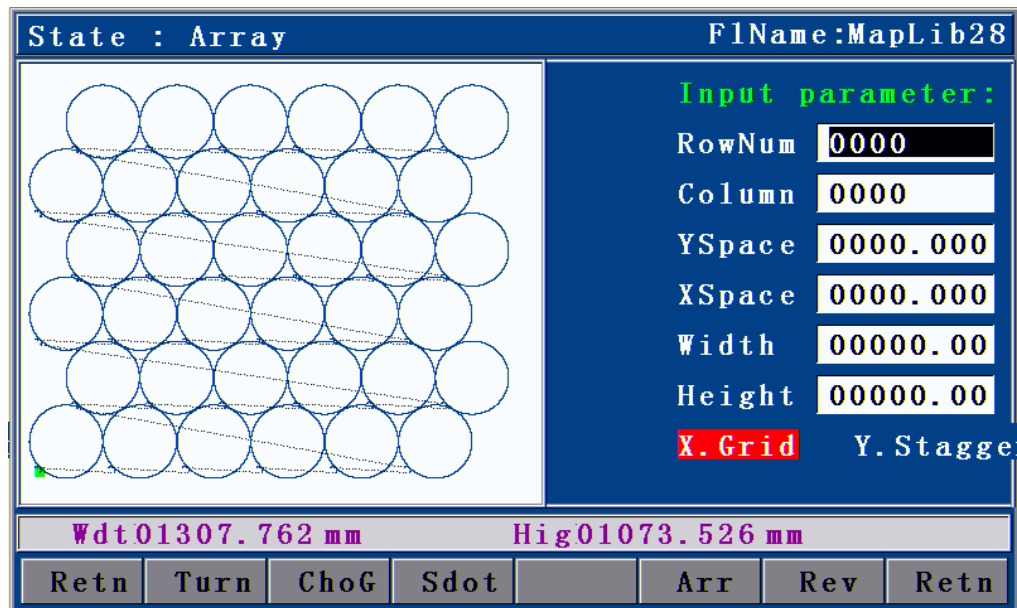 State : Array F1Name:MapLib28
Input parameter:
RowNum 0000
Column 0000
YSpace 0000.000
XSpace 0000.000
Width 00000.00
Height 00000.00
X.Grid Y.Stagge
Wdt01307.762 mm Hig01073.526 mm
Retn Turn ChoG Sdot Arr Rev Retn